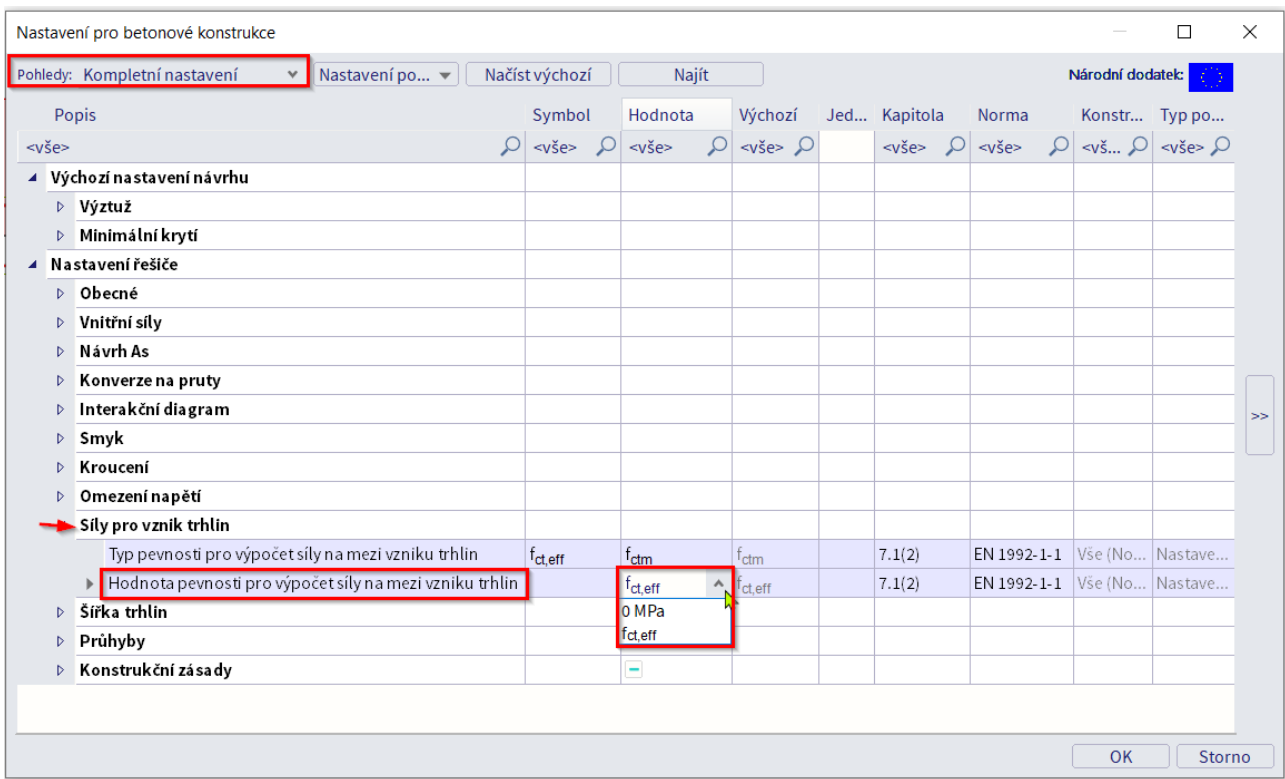 Nastavení pro betonové konstrukce
Pohledy: Kompletní nastavení Nastavení po... Načíst výchozí Najít Národní dodatek:
Popis Symbol Hodnota Výchozí Jed... Kapitola Norma Konstr... Typ po...
<vše> <vše> <vše> <vše> <vše> <vše> <vš... <vše>
Výchozí nastavení návrhu
Výztuž
Minimální krytí
Nastavení řešiče
Obecné
Vnitřní síly
Návrh As
Konverze na pruty
Interakční diagram
>>
Smyk
Kroucení
Omezení napětí
Síly pro vznik trhlin
Typ pevnosti pro výpočet síly na mezi vzniku trhlin fct,eff fctm fctm 7.1(2) EN 1992-1-1 Vše (No... Nastave...
Hodnota pevnosti pro výpočet síly na mezi vzniku trhlin fct,eff fct,eff 7.1(2) EN 1992-1-1 Vše (No... Nastave...
Šířka trhlin 0 MPa
Průhyby fct,eff
Konstrukční zásady
OK Storno